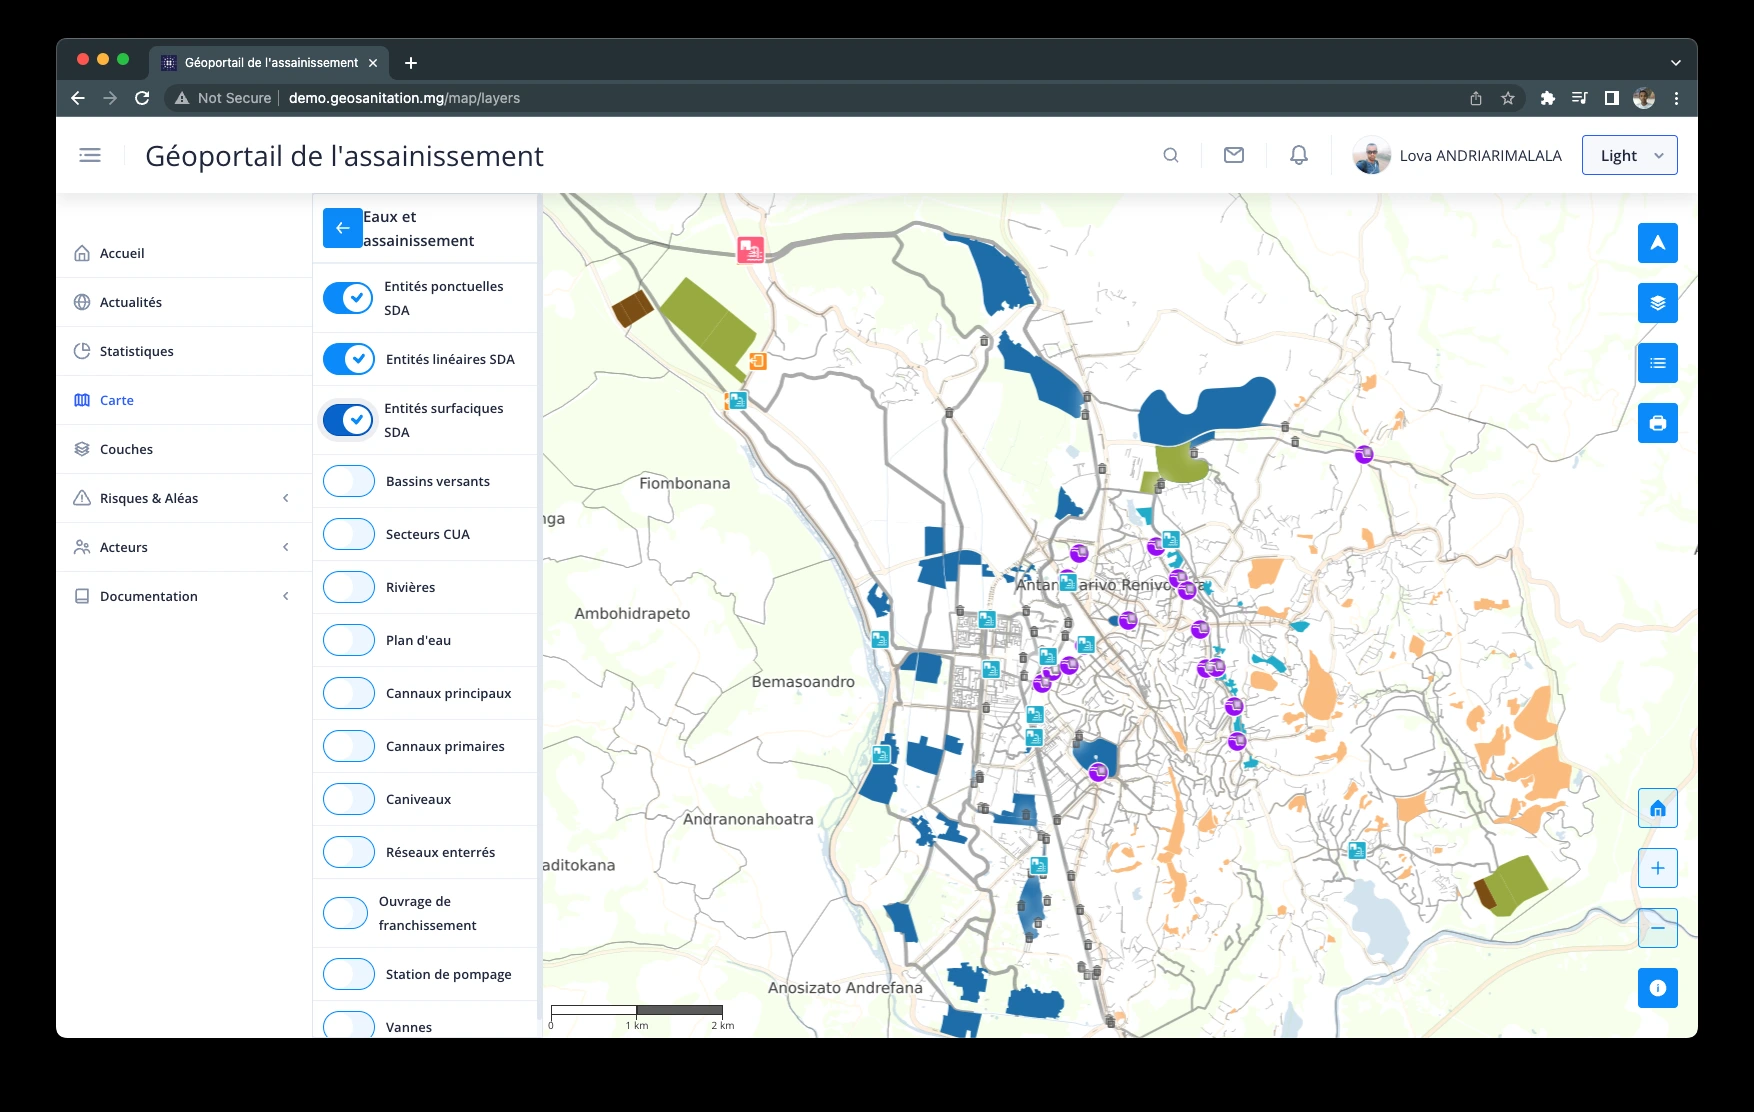 Géoportail de l'assainissement
Not Secure
demo.geosanitation.mg/map/layers
Géoportail de l'assainissement
Lova ANDRIARIMALALA
Light
Accueil
Actualités
Statistiques
Carte
Couches
Risques & Aléas
Acteurs
Documentation
Eaux et
assainissement
Entités ponctuelles
SDA
Entités linéaires SDA
Entités surfaciques
SDA
Bassins versants
Secteurs CUA
Rivières
Plan d'eau
Cannaux principaux
Cannaux primaires
Caniveaux
Réseaux enterrés
Ouvrage de
franchissement
Station de pompage
Vannes
Fiombonana
nga
Ambohidrapeto
Bemasoandro
Andranonahoatra
aditokana
Anosizato Andrefana
0 1 km 2 km